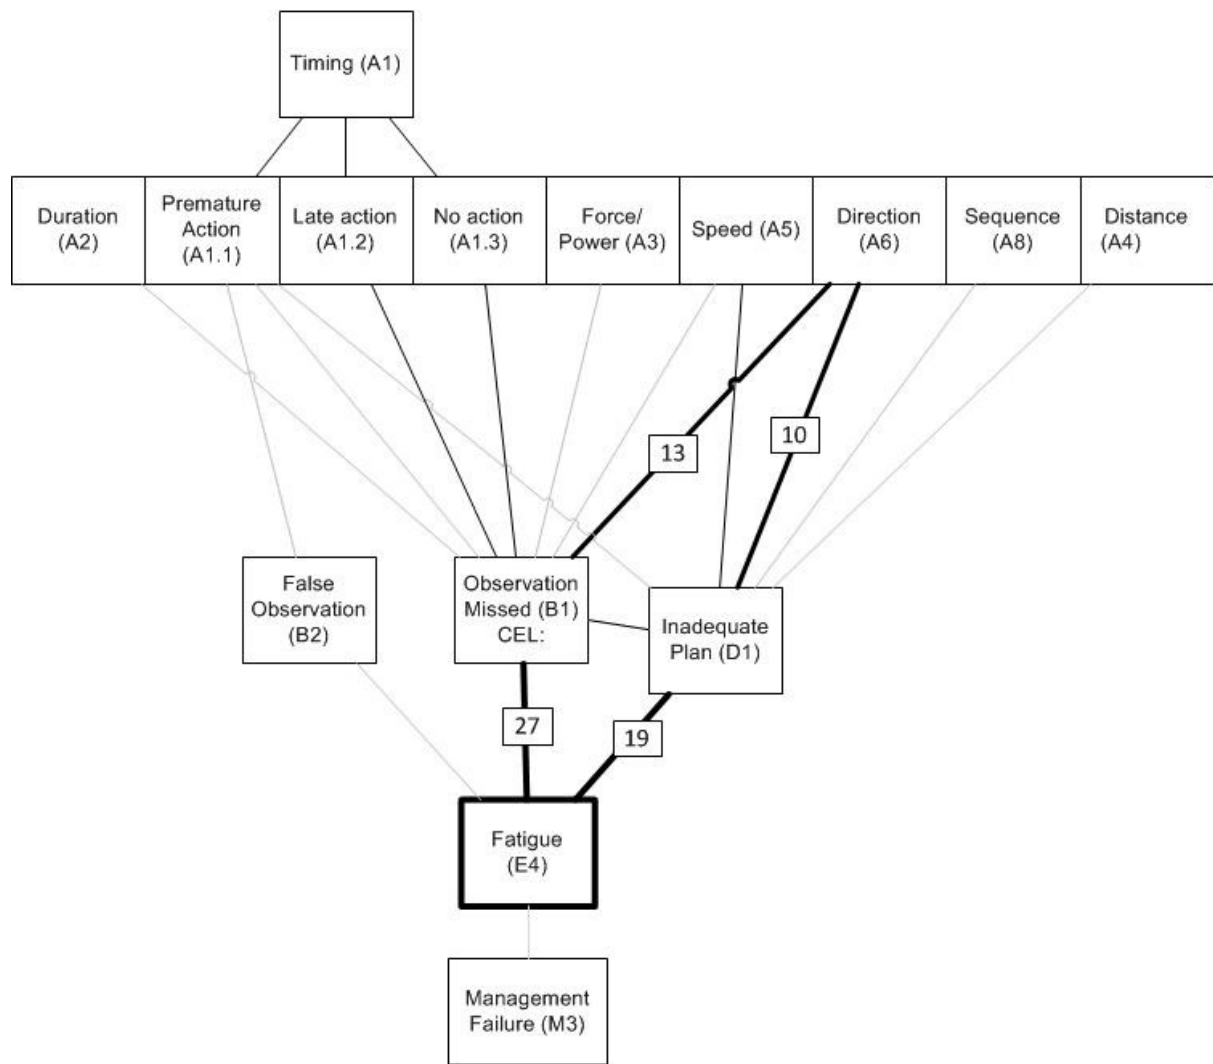 Timing (A1)
Duration
(A2)
Premature
Action
(A1.1)
Late action
(A1.2)
No action
(A1.3)
Force/
Power (A3)
Speed (A5)
Direction
(A6)
Sequence
(A8)
Distance
(A4)
13
10
False
Observation
(B2)
Observation
Missed (B1)
CEL:
Inadequate
Plan (D1)
27
19
Fatigue
(E4)
Management
Failure (M3)